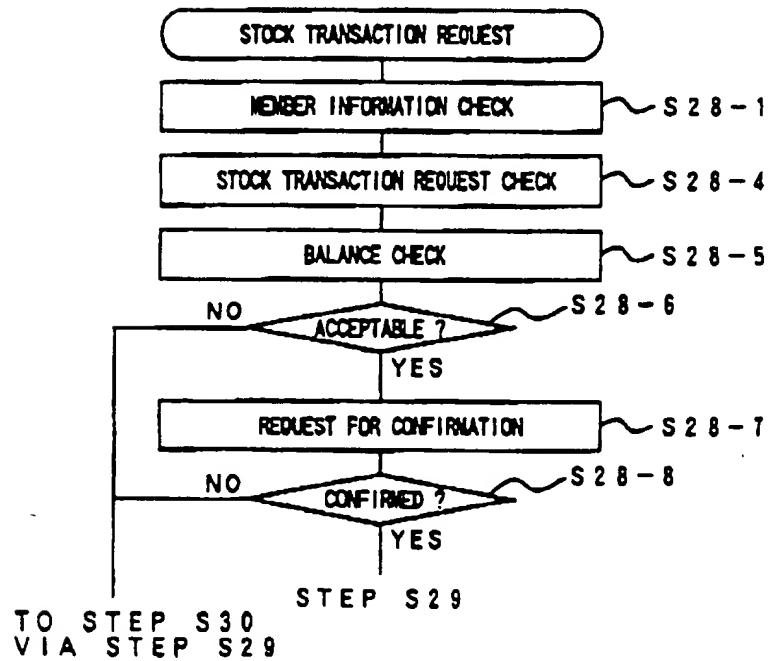 STOCK TRANSACTION REQUEST
MEMBER INFORMATION CHECK
S28-1
STOCK TRANSACTION REQUEST CHECK
S28-4
BALANCE CHECK
S28-5
S28-6
NO
ACCEPTABLE ?
YES
REQUEST FOR CONFIRMATION
S28-7
S28-8
NO
CONFIRMED ?
YES
STEP S29
TO STEP S30
VIA STEP S29